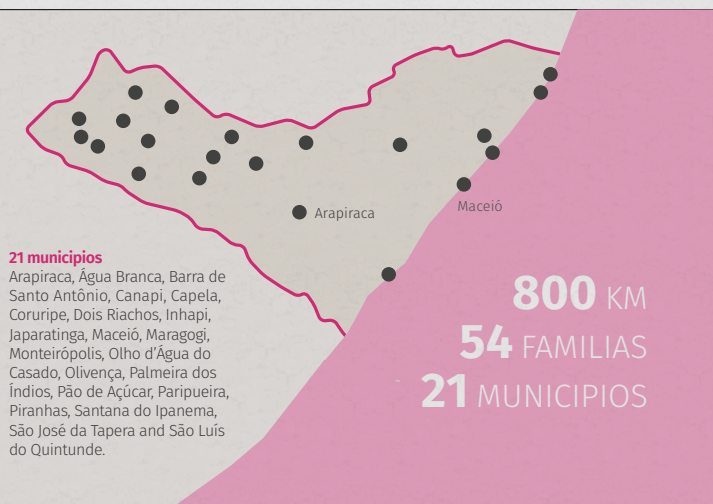 Arapiraca
Maceió
21 municipios
Arapiraca, Água Branca, Barra de
Santo Antônio, Canapi, Capela,
Coruripe, Dois Riachos, Inhapi,
Japaratinga, Maceió, Maragogi,
Monteirópolis, Olho d’Água do
Casado, Olivença, Palmeira dos
Índios, Pão de Açúcar, Paripueira,
Piranhas, Santana do Ipanema,
São José da Tapera and São Luís
do Quintunde.
800 KM
54 FAMILIAS
21 MUNICIPIOS